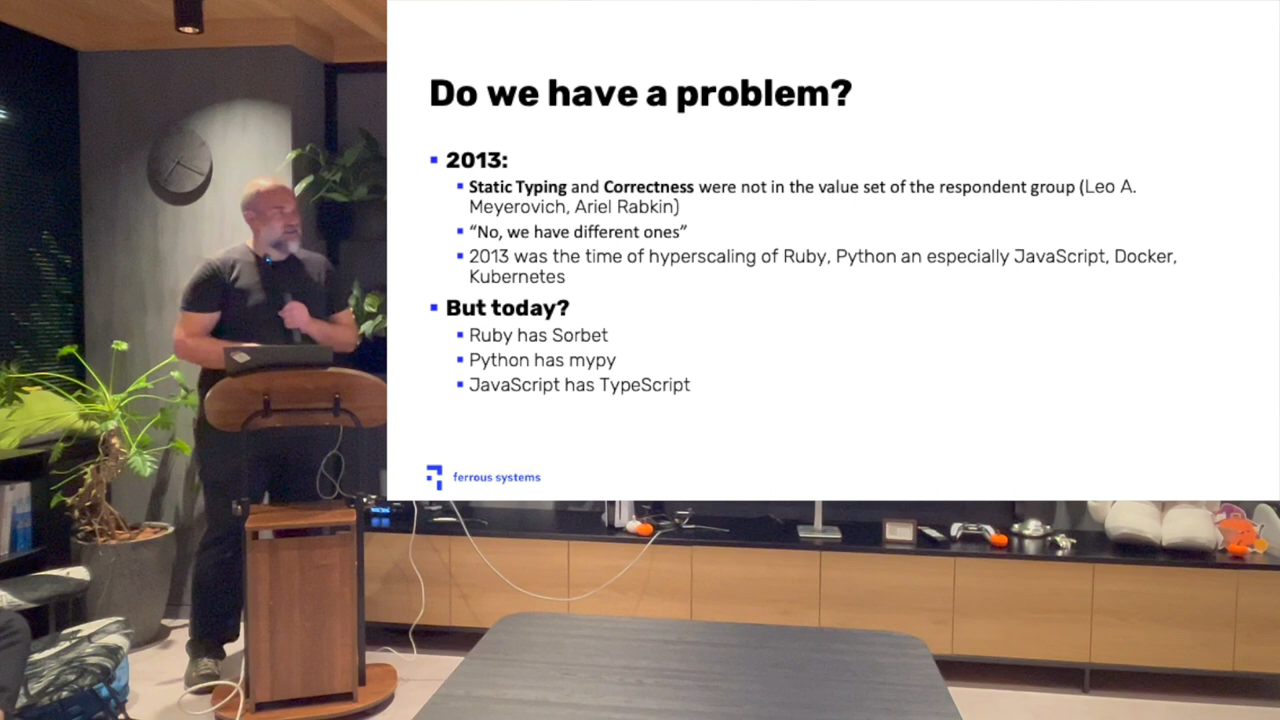 Do we have a problem?
2013:
Static Typing and Correctness were not in the value set of the respondent group (Leo A.
Meyerovich, Ariel Rabkin)
“No, we have different ones”
2013 was the time of hyperscaling of Ruby, Python an especially JavaScript, Docker,
Kubernetes
But today?
Ruby has Sorbet
Python has mypy
JavaScript has TypeScript
ferrous systems